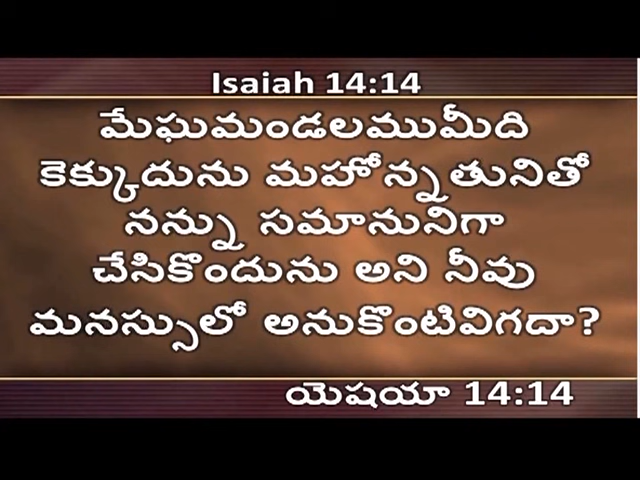 Isaiah 14:14
మేఘమండలముమీది
కెక్కుదును మహోన్నతునితో
నన్ను సమానునిగా
చేసికొందును అని నీవు
మనస్సులో అనుకొంటివిగదా?
యెషయా 14:14